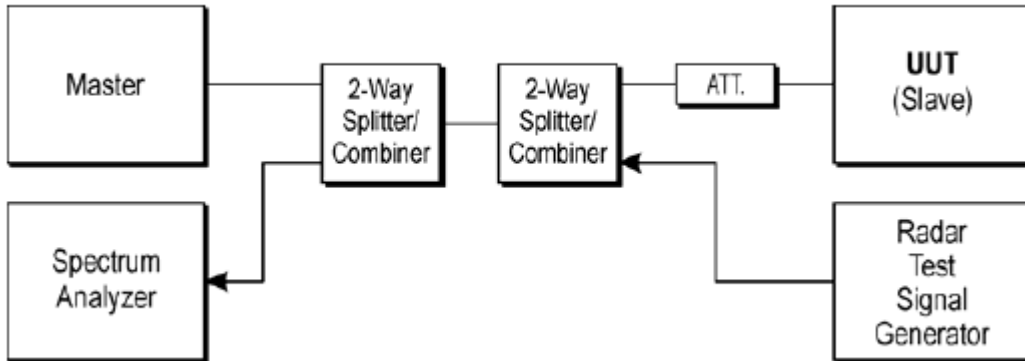 Master
2-Way
Splitter/
Combiner
2-Way
Splitter/
Combiner
ATT.
UUT
(Slave)
Spectrum
Analyzer
Radar
Test
Signal
Generator